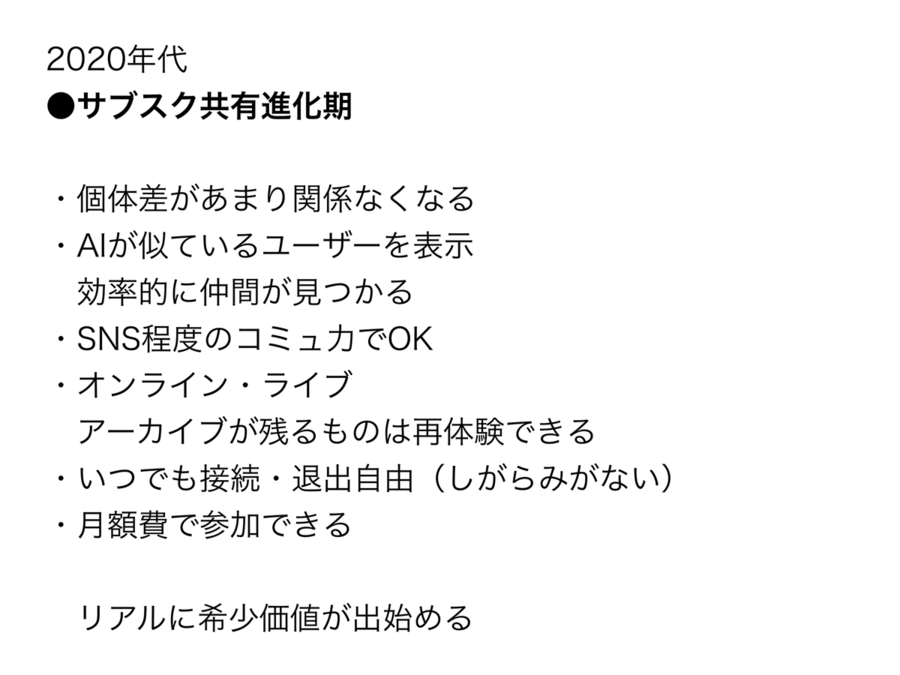 2020年代
●サブスク共有進化期
・個体差があまり関係なくなる
・AIが似ているユーザーを表示
効率的に仲間が見つかる
・SNS程度のコミュ力でOK
・オンライン・ライブ
アーカイブが残るものは再体験できる
・いつでも接続・退出自由（しがらみがない）
・月額費で参加できる
リアルに希少価値が出始める